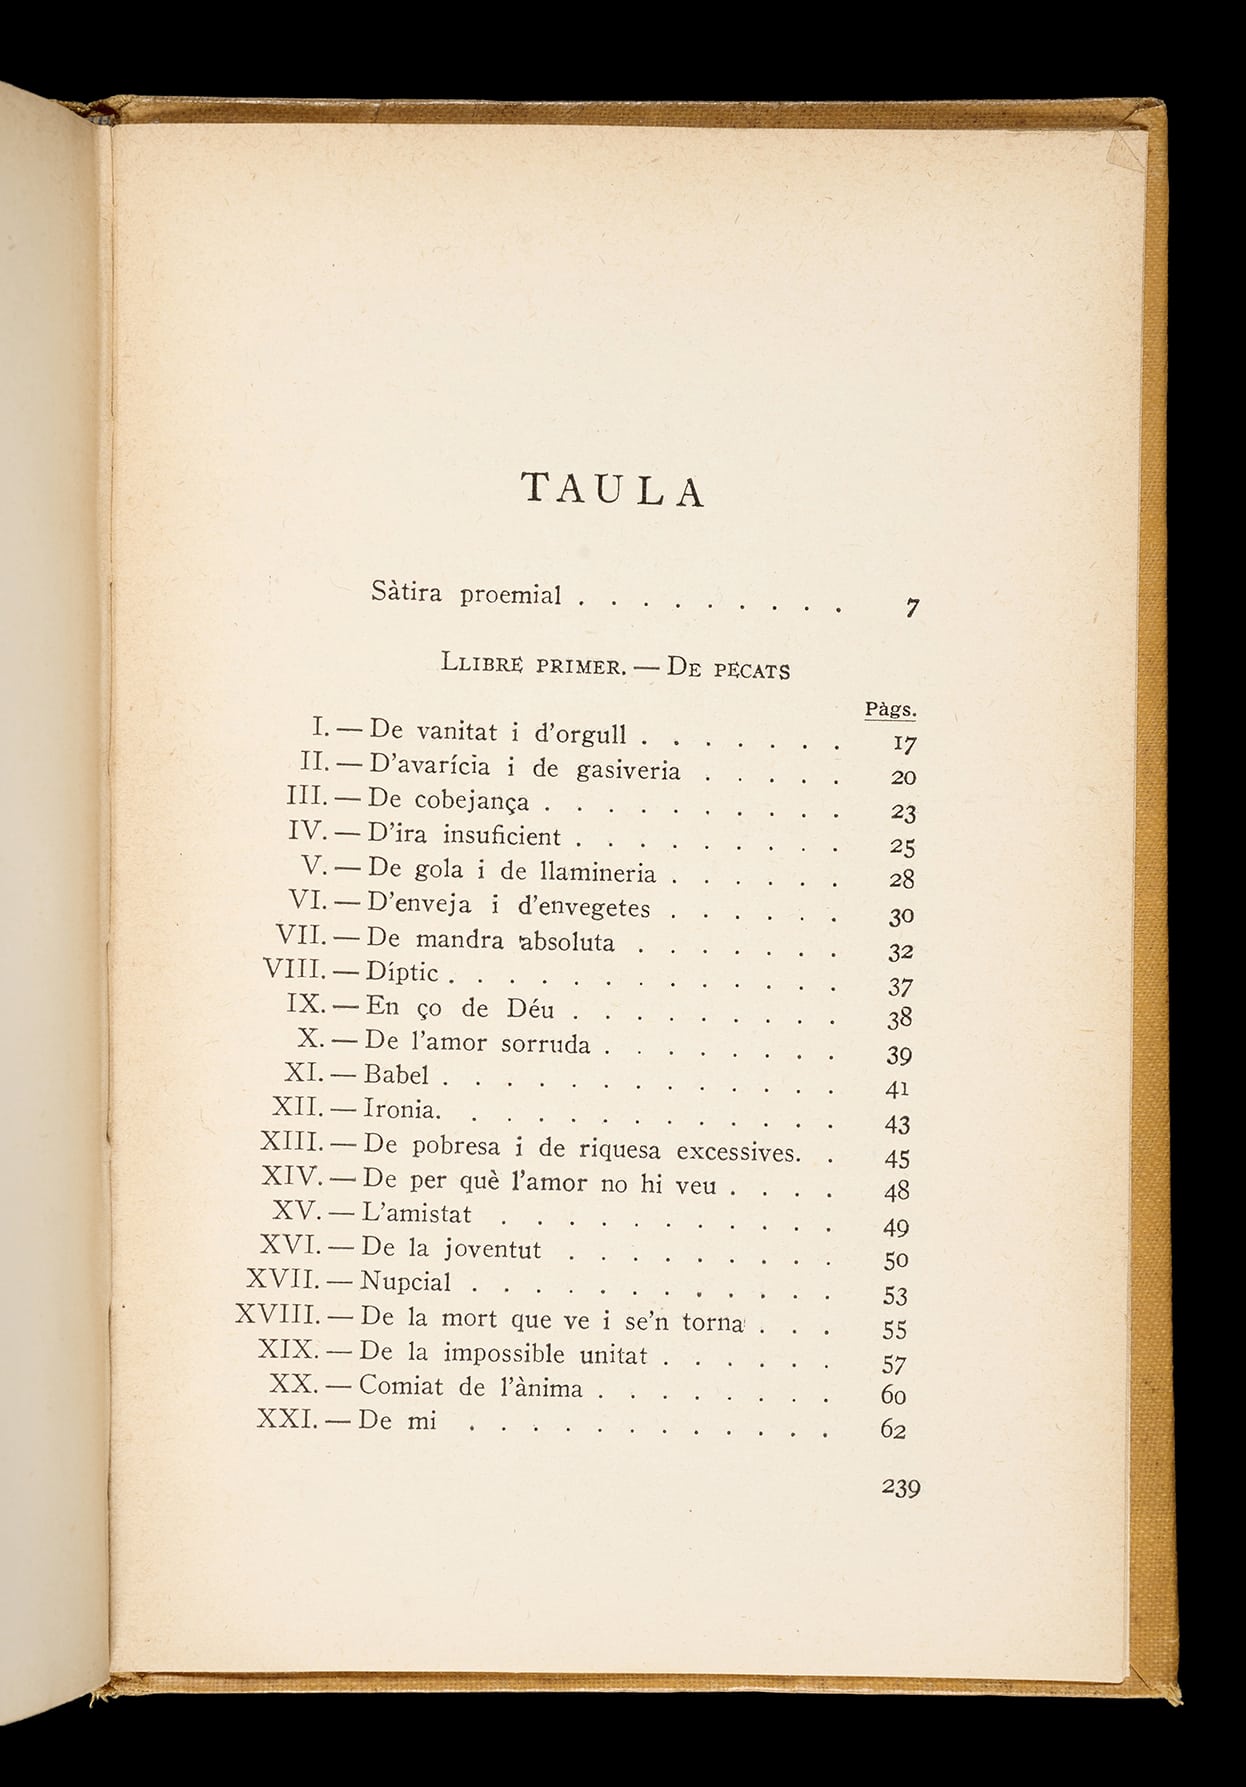 TAULA
Sàtira proemial . . . . . . . . . 7
LLIBRE PRIMER. — DE PECATS
Pàgs.
I. — De vanitat i d'orgull . . . . . . . 17
II. — D'avarícia i de gasiveria . . . . . 20
III. — De cobejança . . . . . . . . . . 23
IV. — D'ira insuficient . . . . . . . . . 25
V. — De gola i de llamineria . . . . . . 28
VI. — D'enveja i d'envegetes . . . . . . 30
VII. — De mandra absoluta . . . . . . . 32
VIII. — Díptic . . . . . . . . . . . . . 37
IX. — En ço de Déu . . . . . . . . . 38
X. — De l'amor sorruda . . . . . . . . 39
XI. — Babel . . . . . . . . . . . . . 41
XII. — Ironia. . . . . . . . . . . . . 43
XIII. — De pobresa i de riquesa excessives. . 45
XIV. — De per què l'amor no hi veu . . . . 48
XV. — L'amistat . . . . . . . . . . . 49
XVI. — De la joventut . . . . . . . . . 50
XVII. — Nupcial . . . . . . . . . . . . 53
XVIII. — De la mort que ve i se'n torna . . . 55
XIX. — De la impossible unitat . . . . . . 57
XX. — Comiat de l'ànima . . . . . . . . 60
XXI. — De mi . . . . . . . . . . . . 62
239